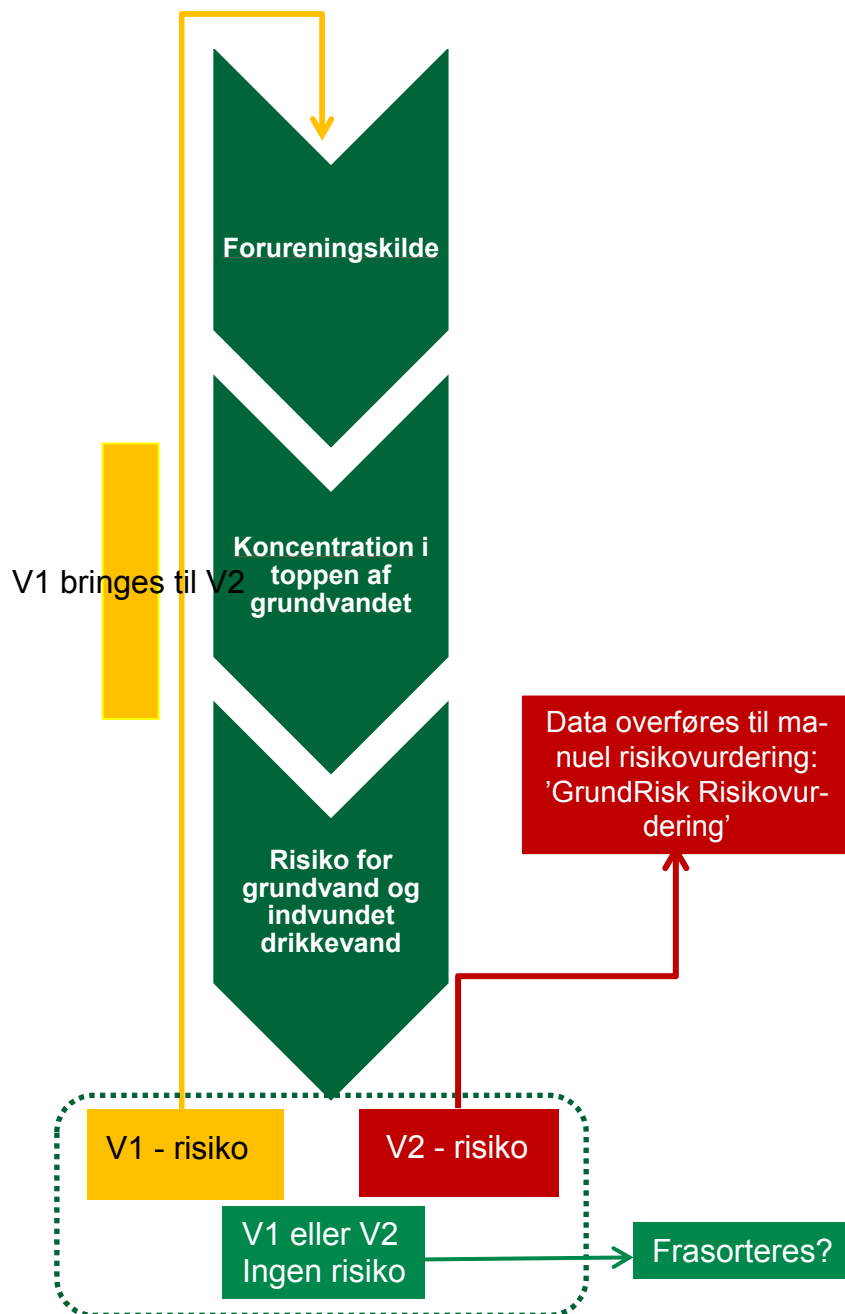 Forureningskilde
Koncentration i
toppen af
grundvandet
V1 bringes til V2
Data overføres til ma-
nuel risikovurdering:
’GrundRisk Risikovur-
dering’
Risiko for
grundvand og
indvundet
drikkevand
V1 - risiko
V2 - risiko
V1 eller V2
Ingen risiko
Frasorteres?